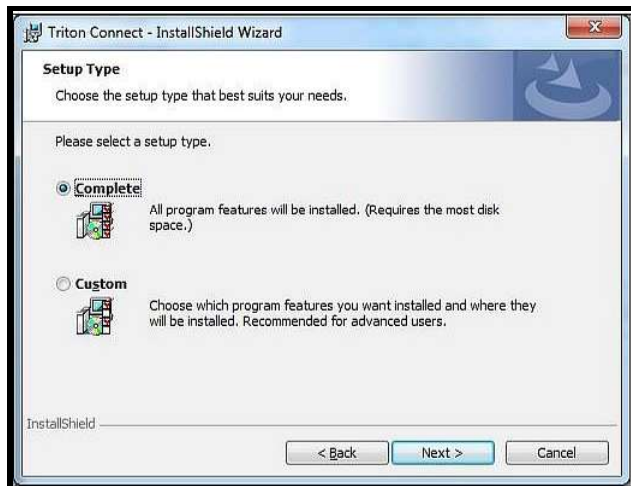 Triton Connect - InstallShield Wizard
Setup Type
Choose the setup type that best suits your needs.
Please select a setup type.
Complete
All program features will be installed. (Requires the most disk
space.)
Custom
Choose which program features you want installed and where they
will be installed. Recommended for advanced users.
InstallShield
< Back Next > Cancel